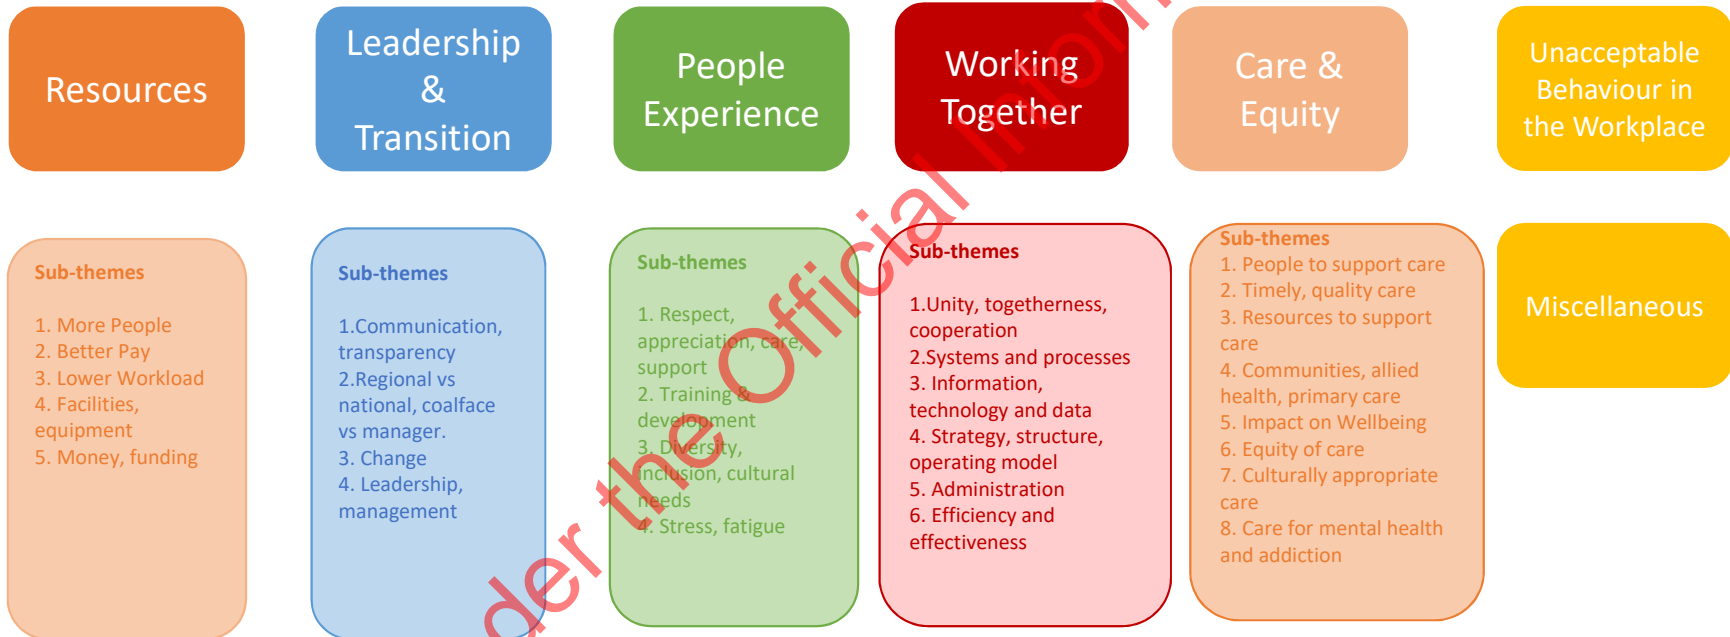 Resources
Leadership
&
Transition
People
Experience
Working
Together
Care &
Equity
Unacceptable
Behaviour in
the Workplace
Sub-themes
1. More People
2. Better Pay
3. Lower Workload
4. Facilities,
equipment
5. Money, funding
Sub-themes
1.Communication,
transparency
2.Regional vs
national, coalface
vs manager.
3. Change
4. Leadership,
management
Sub-themes
1. Respect,
appreciation, care,
support
2. Training &
development
3. Diversity,
inclusion, cultural
needs
4. Stress, fatigue
Sub-themes
1.Unity, togetherness,
cooperation
2.Systems and processes
3. Information,
technology and data
4. Strategy, structure,
operating model
5. Administration
6. Efficiency and
effectiveness
Sub-themes
1. People to support care
2. Timely, quality care
3. Resources to support
care
4. Communities, allied
health, primary care
5. Impact on Wellbeing
6. Equity of care
7. Culturally appropriate
care
8. Care for mental health
and addiction
Miscellaneous
der the Official Inform